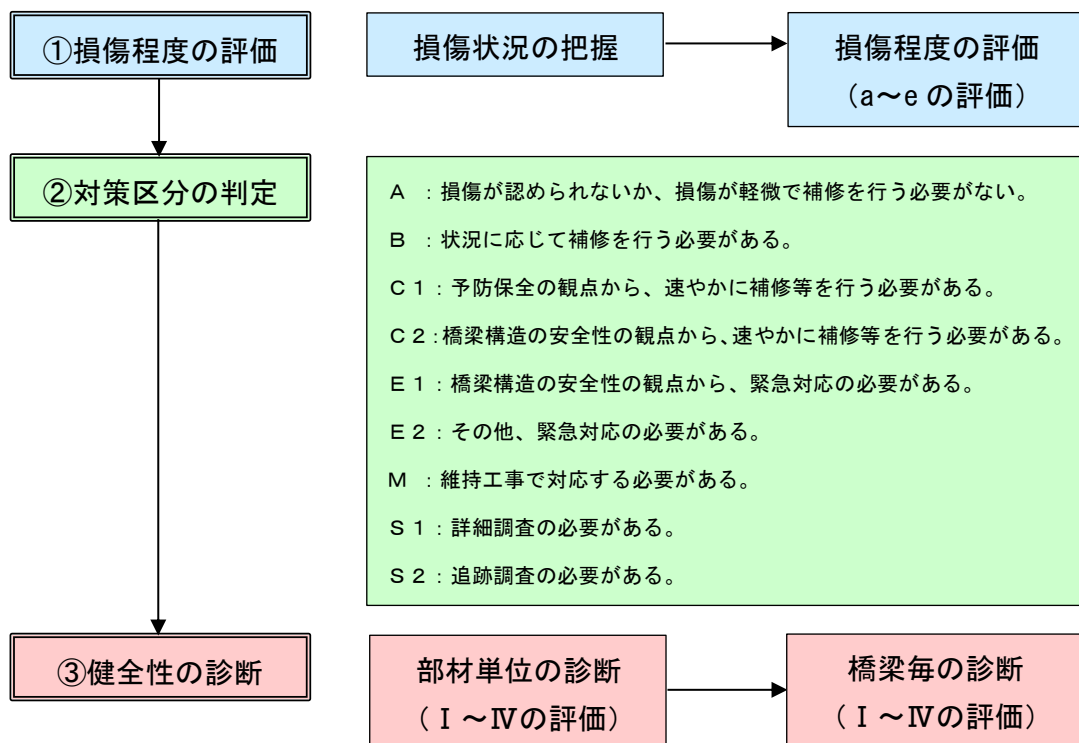 ①損傷程度の評価
損傷状況の把握
損傷程度の評価
（a～e の評価）
②対策区分の判定
Ａ ：損傷が認められないか、損傷が軽微で補修を行う必要がない。
Ｂ ：状況に応じて補修を行う必要がある。
Ｃ１：予防保全の観点から、速やかに補修等を行う必要がある。
Ｃ２：橋梁構造の安全性の観点から、速やかに補修等を行う必要がある。
Ｅ１：橋梁構造の安全性の観点から、緊急対応の必要がある。
Ｅ２：その他、緊急対応の必要がある。
Ｍ ：維持工事で対応する必要がある。
Ｓ１：詳細調査の必要がある。
Ｓ２：追跡調査の必要がある。
③健全性の診断
部材単位の診断
（Ⅰ～Ⅳの評価）
橋梁毎の診断
（Ⅰ～Ⅳの評価）